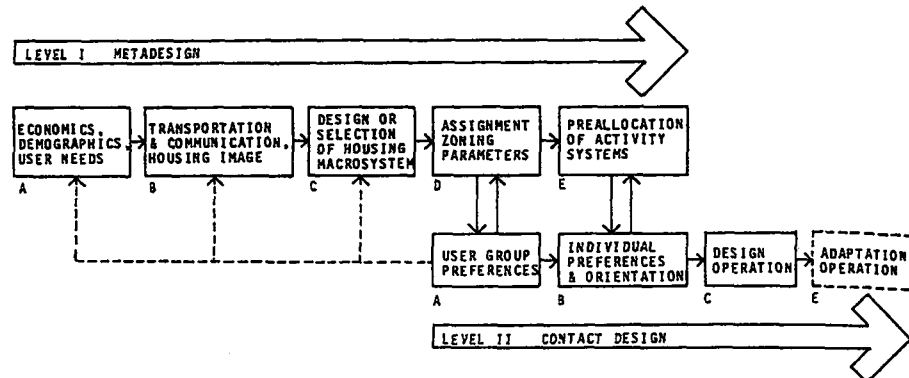 LEVEL I METADESIGN
ECONOMICS,
DEMOGRAPHICS,
USER NEEDS
A
TRANSPORTATION
& COMMUNICATION,
HOUSING IMAGE
B
DESIGN OR
SELECTION
OF HOUSING
MACROSYSTEM
C
ASSIGNMENT
ZONING
PARAMETERS
D
PREALLOCATION
OF ACTIVITY
SYSTEMS
E
USER GROUP
PREFERENCES
A
INDIVIDUAL
PREFERENCES
& ORIENTATION
B
DESIGN
OPERATION
C
ADAPTATION
OPERATION
E
LEVEL II CONTACT DESIGN